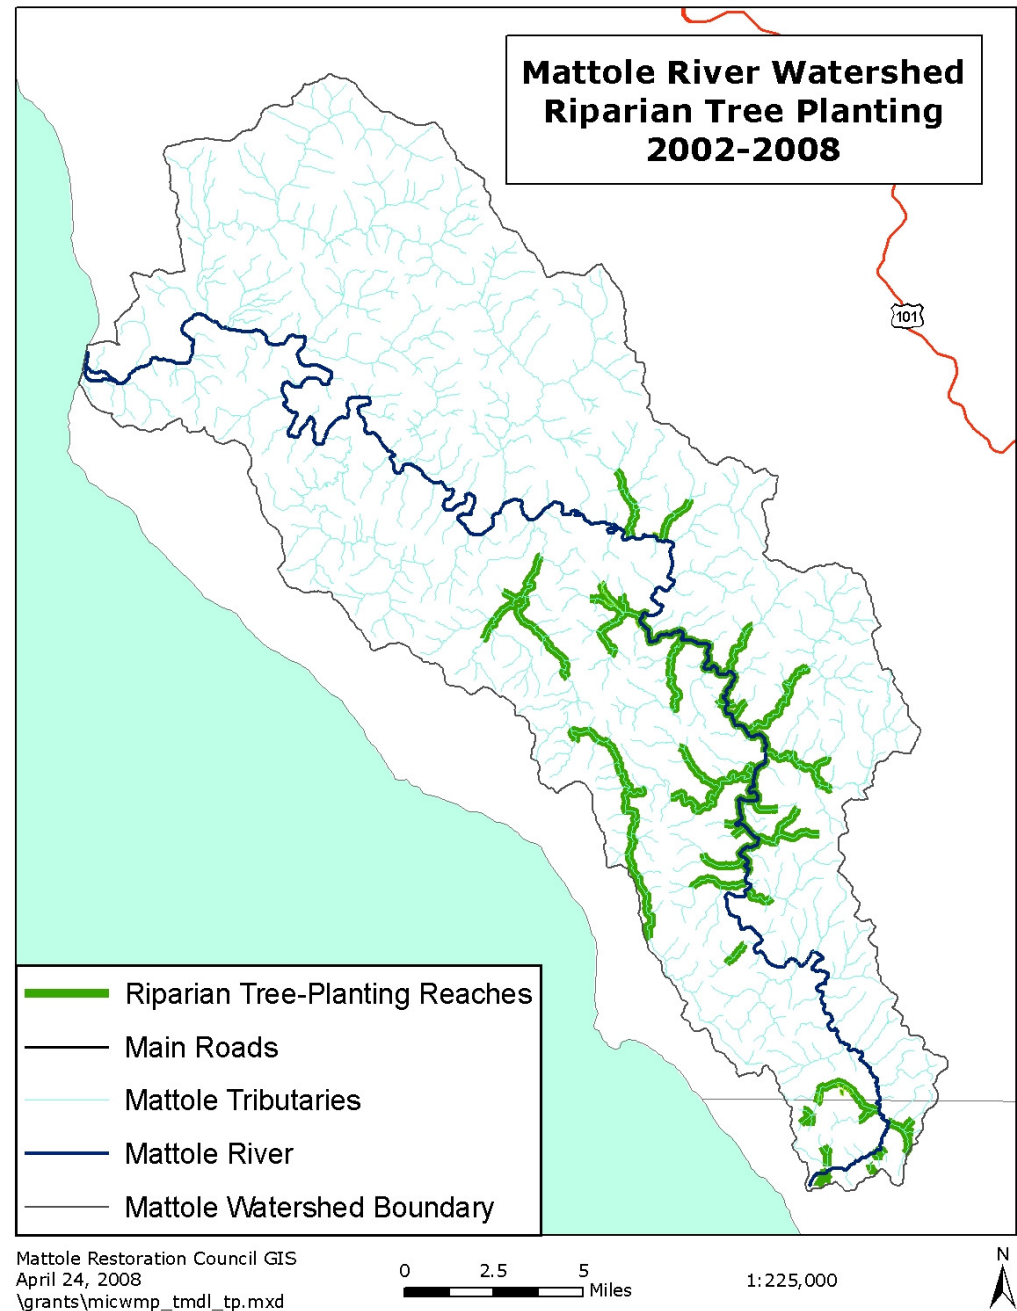 Mattole River Watershed
Riparian Tree Planting
2002-2008
101
Riparian Tree-Planting Reaches
Main Roads
Mattole Tributaries
Mattole River
Mattole Watershed Boundary
Mattole Restoration Council GIS
April 24, 2008
\grants\micwmp_tmdl_tp.mxd
0 2.5 5
Miles
1:225,000
N